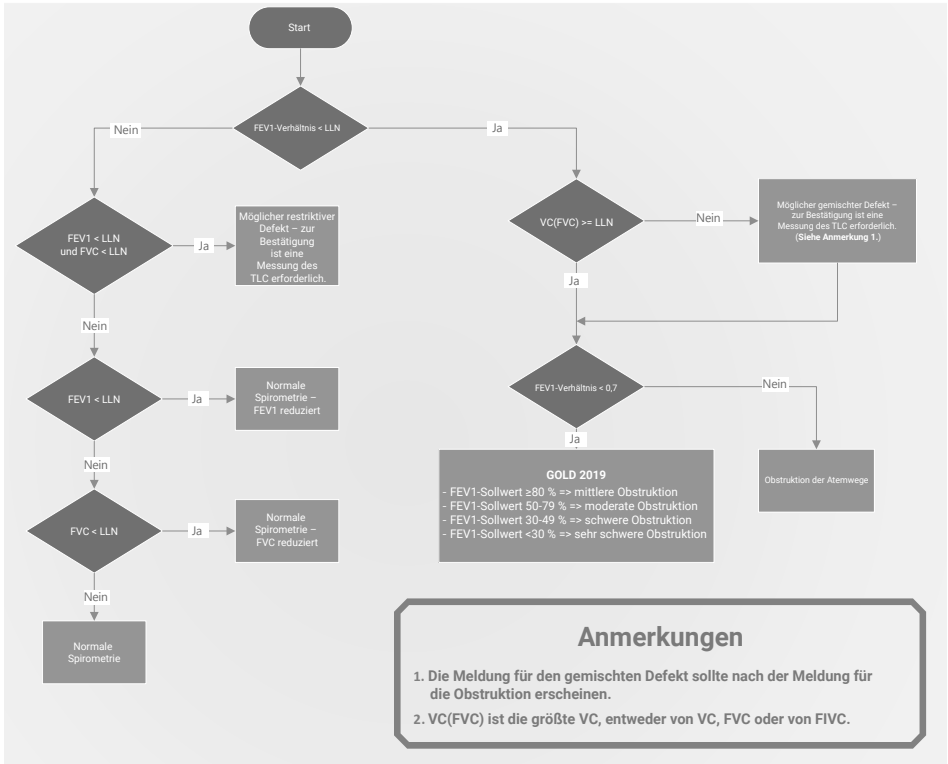 Start
FEV1-Verhältnis < LLN
Nein
Ja
FEV1 < LLN
und FVC < LLN
Ja
Möglicher restriktiver
Defekt – zur
Bestätigung
ist eine
Messung des
TLC erforderlich.
VC(FVC) >= LLN
Nein
Möglicher gemischter Defekt –
zur Bestätigung ist eine
Messung des TLC erforderlich.
(Siehe Anmerkung 1.)
Ja
Nein
FEV1 < LLN
Ja
Normale
Spirometrie –
FEV1 reduziert
FEV1-Verhältnis < 0,7
Nein
Ja
Obstruktion der Atemwege
Nein
FVC < LLN
Ja
Normale
Spirometrie –
FVC reduziert
GOLD 2019
- FEV1-Sollwert ≥80 % => mittlere Obstruktion
- FEV1-Sollwert 50-79 % => moderate Obstruktion
- FEV1-Sollwert 30-49 % => schwere Obstruktion
- FEV1-Sollwert <30 % => sehr schwere Obstruktion
Nein
Normale
Spirometrie
Anmerkungen
1. Die Meldung für den gemischten Defekt sollte nach der Meldung für
die Obstruktion erscheinen.
2. VC(FVC) ist die größte VC, entweder von VC, FVC oder von FIVC.